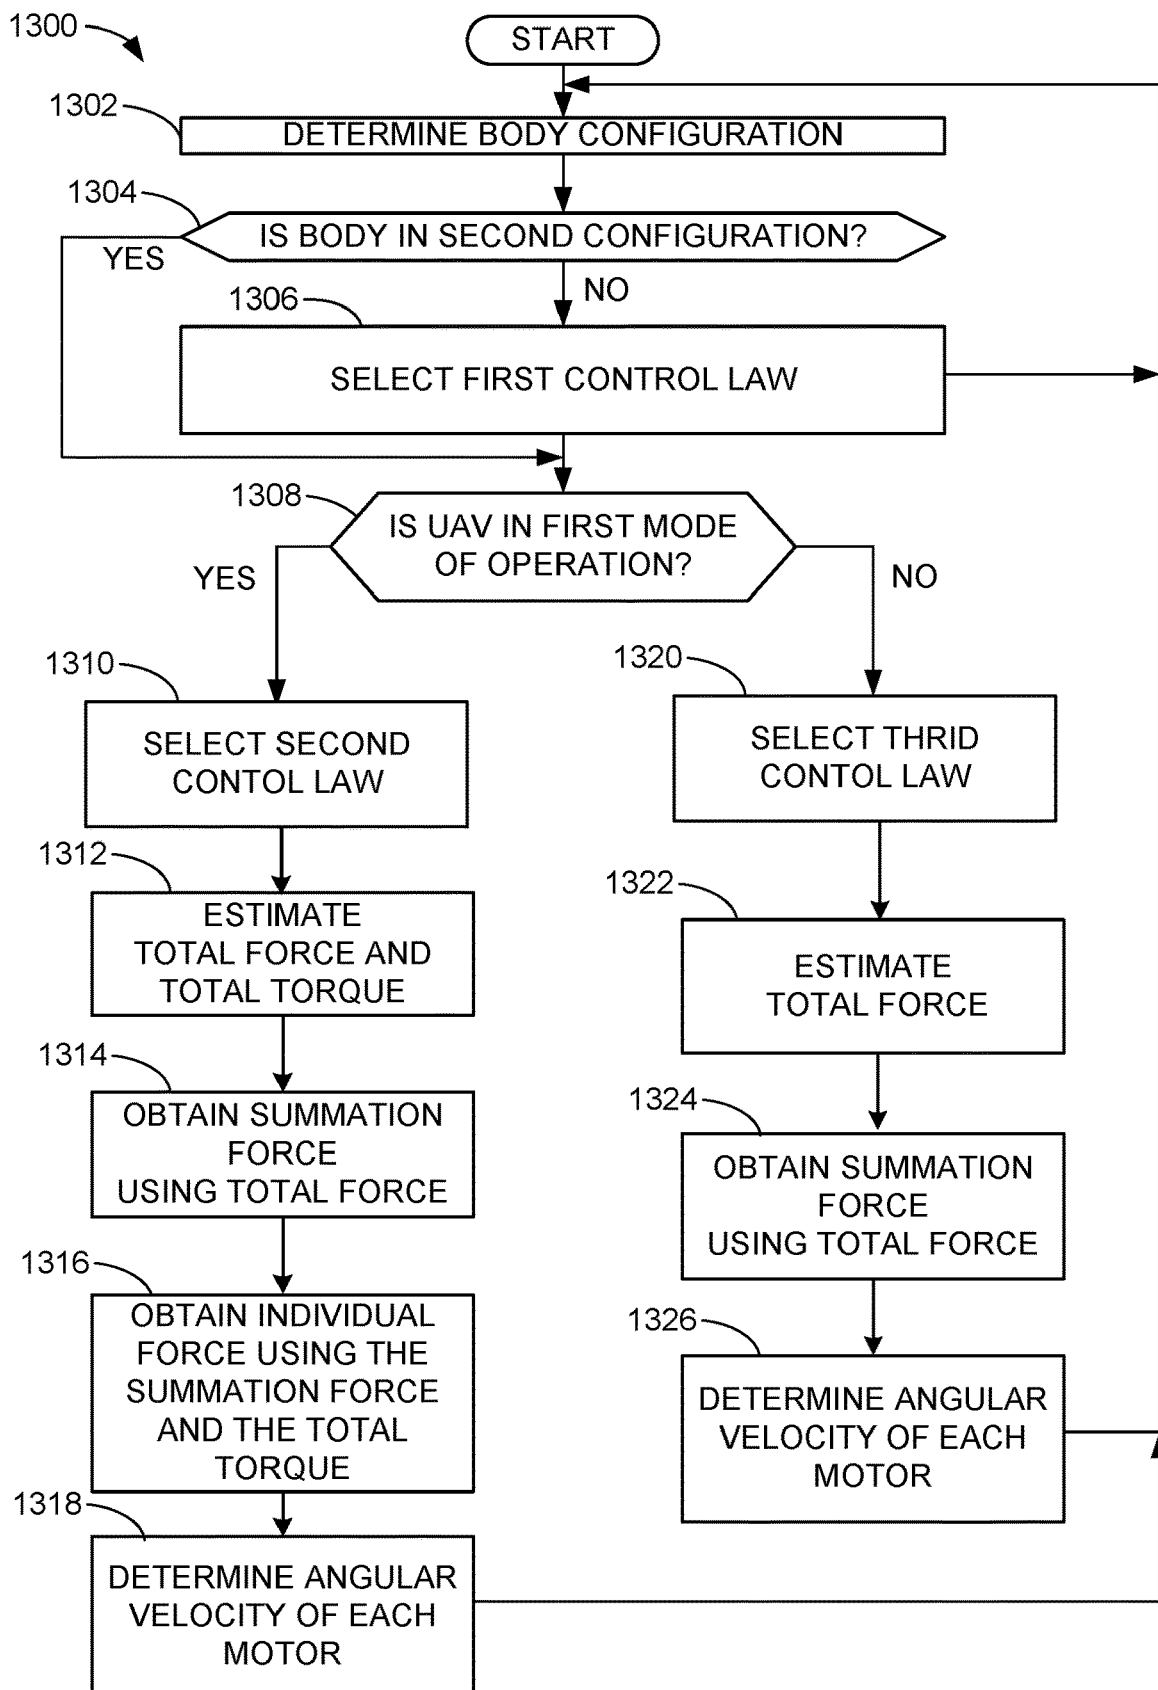 1300
START
1302
DETERMINE BODY CONFIGURATION
1304
IS BODY IN SECOND CONFIGURATION?
YES
NO
1306
SELECT FIRST CONTROL LAW
1308
IS UAV IN FIRST MODE
OF OPERATION?
YES
NO
1310
SELECT SECOND
CONTOL LAW
1312
ESTIMATE
TOTAL FORCE AND
TOTAL TORQUE
1314
OBTAIN SUMMATION
FORCE
USING TOTAL FORCE
1316
OBTAIN INDIVIDUAL
FORCE USING THE
SUMMATION FORCE
AND THE TOTAL
TORQUE
1318
DETERMINE ANGULAR
VELOCITY OF EACH
MOTOR
1320
SELECT THRID
CONTOL LAW
1322
ESTIMATE
TOTAL FORCE
1324
OBTAIN SUMMATION
FORCE
USING TOTAL FORCE
1326
DETERMINE ANGULAR
VELOCITY OF EACH
MOTOR